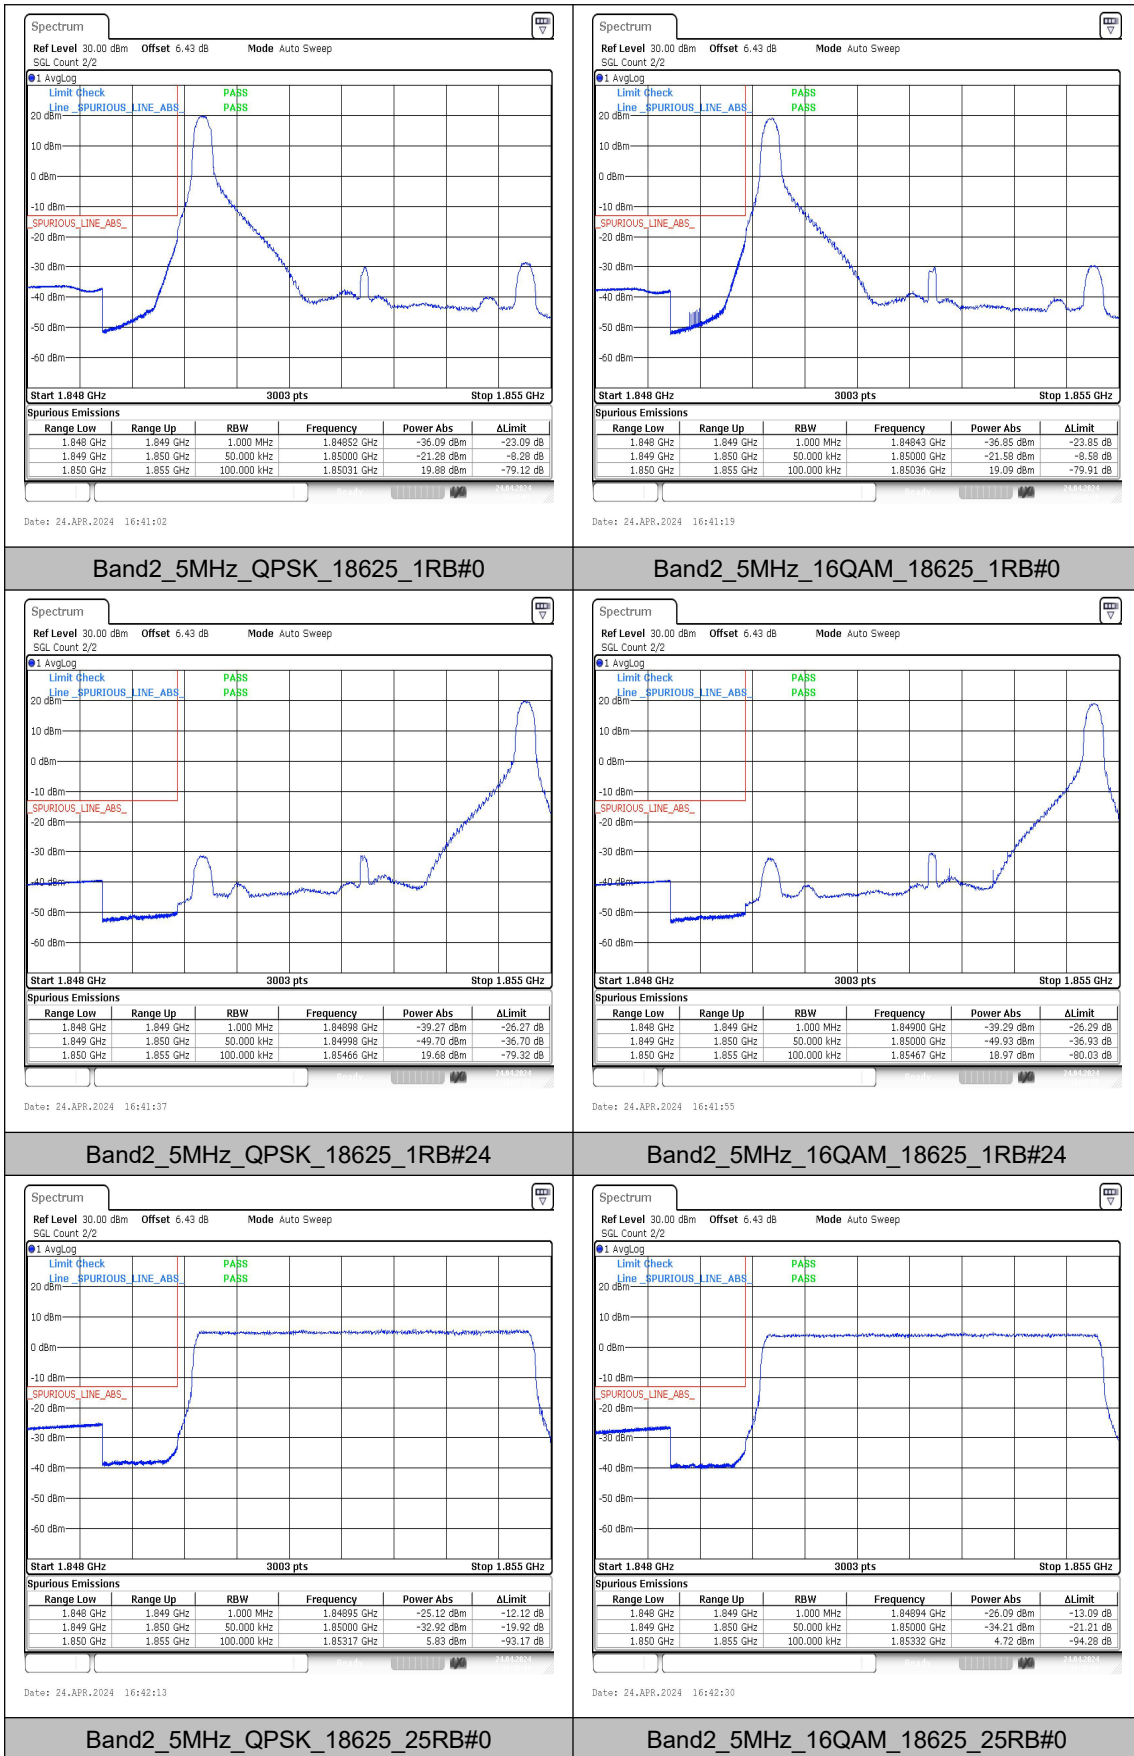 Spectrum
Ref Level 30.00 dBm Offset 6.43 dB Mode Auto Sweep
SGL Count 2/2
1 AvgLog
Limit Check PASS
Line _SPURIOUS_LINE_ABS_ PASS
20 dBm
10 dBm
0 dBm
-10 dBm
_SPURIOUS_LINE_ABS_
-20 dBm
-30 dBm
-40 dBm
-50 dBm
-60 dBm
Start 1.848 GHz 3003 pts Stop 1.855 GHz
Spurious Emissions
Range Low Range Up RBW Frequency Power Abs ΔLimit
1.848 GHz 1.849 GHz 1.000 MHz 1.84852 GHz -36.09 dBm -23.09 dB
1.849 GHz 1.850 GHz 50.000 kHz 1.85000 GHz -21.28 dBm -8.28 dB
1.850 GHz 1.855 GHz 100.000 kHz 1.85031 GHz 19.88 dBm -79.12 dB
24.04.2024
Date: 24.APR.2024 16:41:02
Band2_5MHz_QPSK_18625_1RB#0
Spectrum
Ref Level 30.00 dBm Offset 6.43 dB Mode Auto Sweep
SGL Count 2/2
1 AvgLog
Limit Check PASS
Line _SPURIOUS_LINE_ABS_ PASS
20 dBm
10 dBm
0 dBm
-10 dBm
_SPURIOUS_LINE_ABS_
-20 dBm
-30 dBm
-40 dBm
-50 dBm
-60 dBm
Start 1.848 GHz 3003 pts Stop 1.855 GHz
Spurious Emissions
Range Low Range Up RBW Frequency Power Abs ΔLimit
1.848 GHz 1.849 GHz 1.000 MHz 1.84843 GHz -36.85 dBm -23.85 dB
1.849 GHz 1.850 GHz 50.000 kHz 1.85000 GHz -21.58 dBm -8.58 dB
1.850 GHz 1.855 GHz 100.000 kHz 1.85036 GHz 19.09 dBm -79.91 dB
24.04.2024
Date: 24.APR.2024 16:41:19
Band2_5MHz_16QAM_18625_1RB#0
Spectrum
Ref Level 30.00 dBm Offset 6.43 dB Mode Auto Sweep
SGL Count 2/2
1 AvgLog
Limit Check PASS
Line _SPURIOUS_LINE_ABS_ PASS
20 dBm
10 dBm
0 dBm
-10 dBm
_SPURIOUS_LINE_ABS_
-20 dBm
-30 dBm
-40 dBm
-50 dBm
-60 dBm
Start 1.848 GHz 3003 pts Stop 1.855 GHz
Spurious Emissions
Range Low Range Up RBW Frequency Power Abs ΔLimit
1.848 GHz 1.849 GHz 1.000 MHz 1.84898 GHz -39.27 dBm -26.27 dB
1.849 GHz 1.850 GHz 50.000 kHz 1.84998 GHz -49.70 dBm -36.70 dB
1.850 GHz 1.855 GHz 100.000 kHz 1.85466 GHz 19.68 dBm -79.32 dB
24.04.2024
Date: 24.APR.2024 16:41:37
Band2_5MHz_QPSK_18625_1RB#24
Spectrum
Ref Level 30.00 dBm Offset 6.43 dB Mode Auto Sweep
SGL Count 2/2
1 AvgLog
Limit Check PASS
Line _SPURIOUS_LINE_ABS_ PASS
20 dBm
10 dBm
0 dBm
-10 dBm
_SPURIOUS_LINE_ABS_
-20 dBm
-30 dBm
-40 dBm
-50 dBm
-60 dBm
Start 1.848 GHz 3003 pts Stop 1.855 GHz
Spurious Emissions
Range Low Range Up RBW Frequency Power Abs ΔLimit
1.848 GHz 1.849 GHz 1.000 MHz 1.84900 GHz -39.29 dBm -26.29 dB
1.849 GHz 1.850 GHz 50.000 kHz 1.85000 GHz -49.93 dBm -36.93 dB
1.850 GHz 1.855 GHz 100.000 kHz 1.85467 GHz 18.97 dBm -80.03 dB
24.04.2024
Date: 24.APR.2024 16:41:55
Band2_5MHz_16QAM_18625_1RB#24
Spectrum
Ref Level 30.00 dBm Offset 6.43 dB Mode Auto Sweep
SGL Count 2/2
1 AvgLog
Limit Check PASS
Line _SPURIOUS_LINE_ABS_ PASS
20 dBm
10 dBm
0 dBm
-10 dBm
_SPURIOUS_LINE_ABS_
-20 dBm
-30 dBm
-40 dBm
-50 dBm
-60 dBm
Start 1.848 GHz 3003 pts Stop 1.855 GHz
Spurious Emissions
Range Low Range Up RBW Frequency Power Abs ΔLimit
1.848 GHz 1.849 GHz 1.000 MHz 1.84895 GHz -25.12 dBm -12.12 dB
1.849 GHz 1.850 GHz 50.000 kHz 1.85000 GHz -32.92 dBm -19.92 dB
1.850 GHz 1.855 GHz 100.000 kHz 1.85317 GHz 5.83 dBm -93.17 dB
24.04.2024
Date: 24.APR.2024 16:42:13
Band2_5MHz_QPSK_18625_25RB#0
Spectrum
Ref Level 30.00 dBm Offset 6.43 dB Mode Auto Sweep
SGL Count 2/2
1 AvgLog
Limit Check PASS
Line _SPURIOUS_LINE_ABS_ PASS
20 dBm
10 dBm
0 dBm
-10 dBm
_SPURIOUS_LINE_ABS_
-20 dBm
-30 dBm
-40 dBm
-50 dBm
-60 dBm
Start 1.848 GHz 3003 pts Stop 1.855 GHz
Spurious Emissions
Range Low Range Up RBW Frequency Power Abs ΔLimit
1.848 GHz 1.849 GHz 1.000 MHz 1.84894 GHz -26.09 dBm -13.09 dB
1.849 GHz 1.850 GHz 50.000 kHz 1.85000 GHz -34.21 dBm -21.21 dB
1.850 GHz 1.855 GHz 100.000 kHz 1.85332 GHz 4.72 dBm -94.28 dB
24.04.2024
Date: 24.APR.2024 16:42:30
Band2_5MHz_16QAM_18625_25RB#0